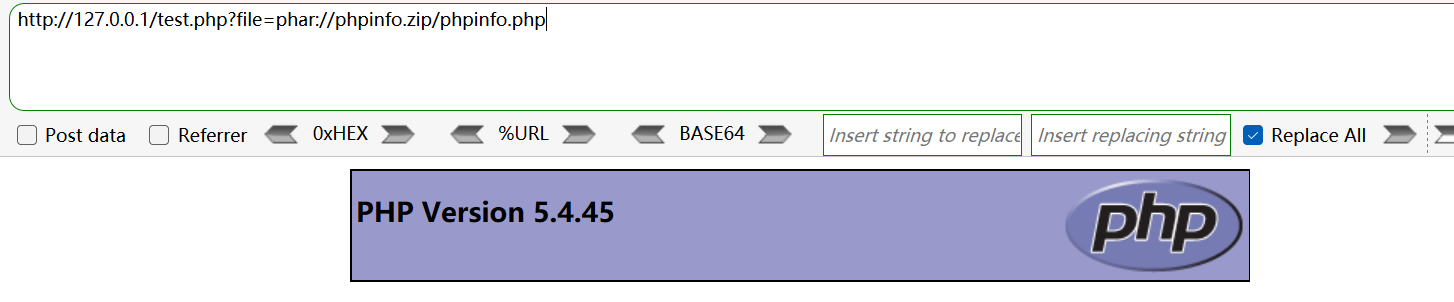 http://127.0.0.1/test.php?file=phar://phpinfo.zip/phpinfo.php
Post data Referrer 0xHEX %URL BASE64 Insert string to replace Insert replacing string Replace All
PHP Version 5.4.45
php